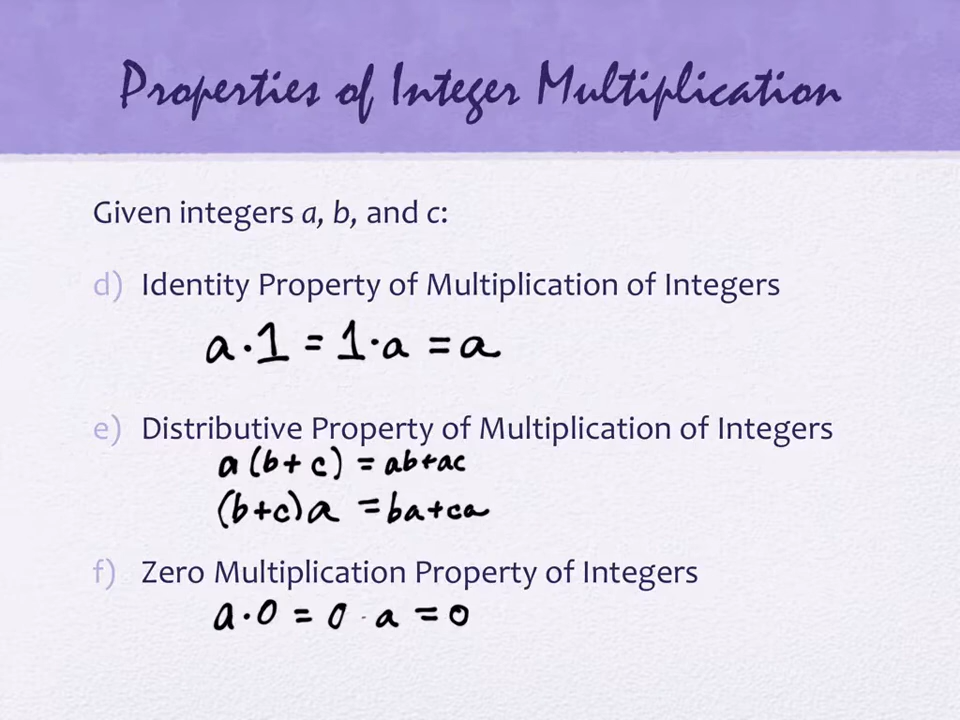 Properties of Integer Multiplication
Given integers a, b, and c:
d) Identity Property of Multiplication of Integers
a·1 = 1·a = a
e) Distributive Property of Multiplication of Integers
a(b+c) = ab+ac
(b+c)a = ba+ca
f) Zero Multiplication Property of Integers
a·0 = 0·a = 0